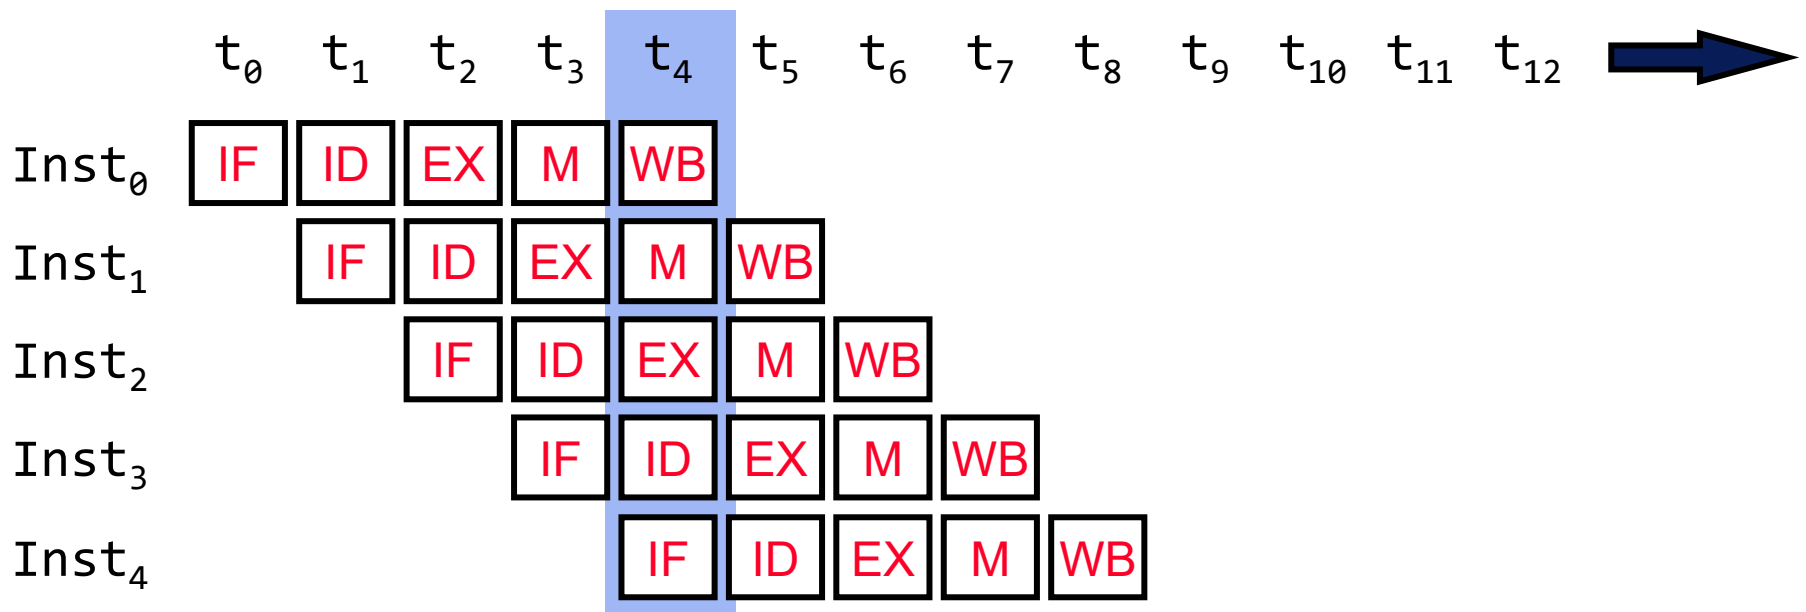 t₀ t₁ t₂ t₃ t₄ t₅ t₆ t₇ t₈ t₉ t₁₀ t₁₁ t₁₂
Inst₀ IF ID EX M WB
Inst₁ IF ID EX M WB
Inst₂ IF ID EX M WB
Inst₃ IF ID EX M WB
Inst₄ IF ID EX M WB